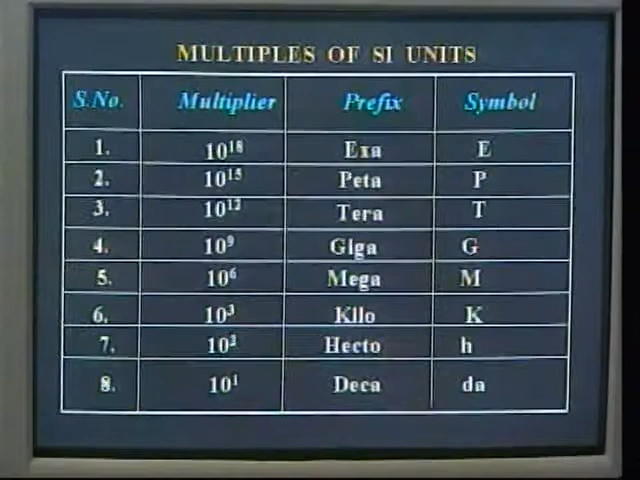 MULTIPLES OF SI UNITS
S.No. Multiplier Prefix Symbol
1. 10¹⁸ Exa E
2. 10¹⁵ Peta P
3. 10¹² Tera T
4. 10⁹ Giga G
5. 10⁶ Mega M
6. 10³ Kilo K
7. 10² Hecto h
8. 10¹ Deca da